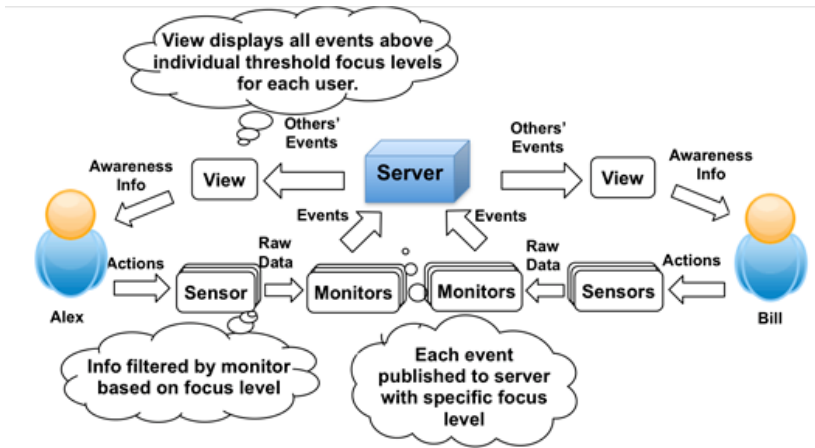 View displays all events above
individual threshold focus levels
for each user.
Others'
Events
Others'
Events
Awareness
Info
View
Server
View
Awareness
Info
Events
Events
Actions
Raw
Data
Raw
Data
Actions
Sensor
Monitors
Monitors
Sensors
Alex
Bill
Info filtered by monitor
based on focus level
Each event
published to server
with specific focus
level